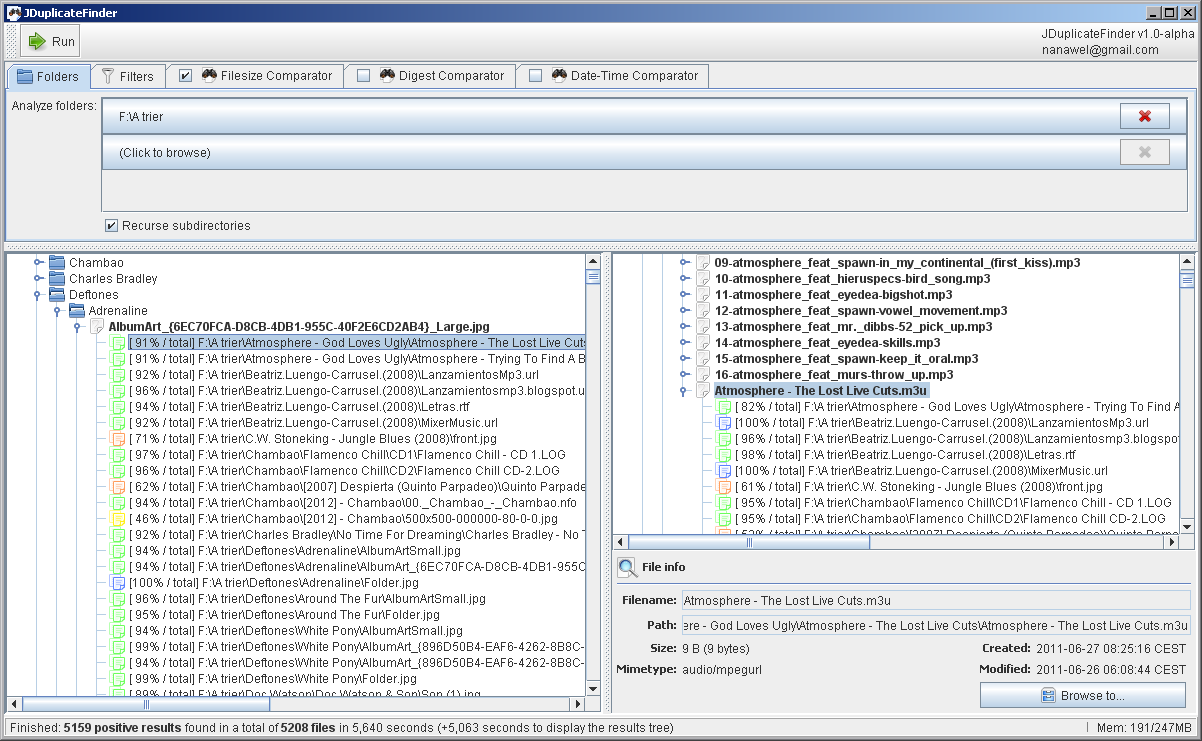 JDuplicateFinder
Run
JDuplicateFinder v1.0-alpha
nanawel@gmail.com
Folders
Filters
Filesize Comparator
Digest Comparator
Date-Time Comparator
Analyze folders:
F:\A trier
(Click to browse)
Recurse subdirectories
Chambao
Charles Bradley
Deftones
Adrenaline
AlbumArt_{6EC70FCA-D8CB-4DB1-955C-40F2E6CD2AB4}_Large.jpg
[ 91% / total] F:\A trier\Atmosphere - God Loves Ugly\Atmosphere - The Lost Live Cuts
[ 91% / total] F:\A trier\Atmosphere - God Loves Ugly\Atmosphere - Trying To Find A B
[ 92% / total] F:\A trier\Beatriz.Luengo-Carrusel.(2008)\LanzamientosMp3.url
[ 96% / total] F:\A trier\Beatriz.Luengo-Carrusel.(2008)\Lanzamientosmp3.blogspot.u
[ 94% / total] F:\A trier\Beatriz.Luengo-Carrusel.(2008)\Letras.rtf
[ 92% / total] F:\A trier\Beatriz.Luengo-Carrusel.(2008)\MixerMusic.url
[ 71% / total] F:\A trier\C.W. Stoneking - Jungle Blues (2008)\front.jpg
[ 97% / total] F:\A trier\Chambao\Flamenco Chill\CD1\Flamenco Chill - CD 1.LOG
[ 96% / total] F:\A trier\Chambao\Flamenco Chill\CD2\Flamenco Chill CD-2.LOG
[ 62% / total] F:\A trier\Chambao\[2007] Despierta (Quinto Parpadeo)\Quinto Parpad
[ 94% / total] F:\A trier\Chambao\[2012] - Chambao\00._Chambao_-_Chambao.nfo
[ 46% / total] F:\A trier\Chambao\[2012] - Chambao\500x500-000000-80-0-0.jpg
[ 92% / total] F:\A trier\Charles Bradley\No Time For Dreaming\Charles Bradley - No T
[ 94% / total] F:\A trier\Deftones\Adrenaline\AlbumArtSmall.jpg
[ 94% / total] F:\A trier\Deftones\Adrenaline\AlbumArt_{6EC70FCA-D8CB-4DB1-955C
[100% / total] F:\A trier\Deftones\Adrenaline\Folder.jpg
[ 96% / total] F:\A trier\Deftones\Around The Fur\AlbumArtSmall.jpg
[ 95% / total] F:\A trier\Deftones\Around The Fur\Folder.jpg
[ 94% / total] F:\A trier\Deftones\White Pony\AlbumArtSmall.jpg
[ 99% / total] F:\A trier\Deftones\White Pony\AlbumArt_{896D50B4-EAF6-4262-8B8C-
[ 94% / total] F:\A trier\Deftones\White Pony\AlbumArt_{896D50B4-EAF6-4262-8B8C-
[ 99% / total] F:\A trier\Deftones\White Pony\Folder.jpg
[ 89% / total] F:\A trier\Doc Watson\Doc Watson & Son\Son (1).jpg
09-atmosphere_feat_spawn-in_my_continental_(first_kiss).mp3
10-atmosphere_feat_hieruspecs-bird_song.mp3
11-atmosphere_feat_eyedea-bigshot.mp3
12-atmosphere_feat_spawn-vowel_movement.mp3
13-atmosphere_feat_mr._dibbs-52_pick_up.mp3
14-atmosphere_feat_eyedea-skills.mp3
15-atmosphere_feat_spawn-keep_it_oral.mp3
16-atmosphere_feat_murs-throw_up.mp3
Atmosphere - The Lost Live Cuts.m3u
[ 82% / total] F:\A trier\Atmosphere - God Loves Ugly\Atmosphere - Trying To Find A
[100% / total] F:\A trier\Beatriz.Luengo-Carrusel.(2008)\LanzamientosMp3.url
[ 96% / total] F:\A trier\Beatriz.Luengo-Carrusel.(2008)\Lanzamientosmp3.blogspot
[ 98% / total] F:\A trier\Beatriz.Luengo-Carrusel.(2008)\Letras.rtf
[100% / total] F:\A trier\Beatriz.Luengo-Carrusel.(2008)\MixerMusic.url
[ 61% / total] F:\A trier\C.W. Stoneking - Jungle Blues (2008)\front.jpg
[ 95% / total] F:\A trier\Chambao\Flamenco Chill\CD1\Flamenco Chill - CD 1.LOG
[ 95% / total] F:\A trier\Chambao\Flamenco Chill\CD2\Flamenco Chill CD-2.LOG
File info
Filename: Atmosphere - The Lost Live Cuts.m3u
Path: ere - God Loves Ugly\Atmosphere - The Lost Live Cuts\Atmosphere - The Lost Live Cuts.m3u
Size: 9 B (9 bytes)
Created: 2011-06-27 08:25:16 CEST
Mimetype: audio/mpegurl
Modified: 2011-06-26 06:08:44 CEST
Browse to...
Finished: 5159 positive results found in a total of 5208 files in 5,640 seconds (+5,063 seconds to display the results tree)
Mem: 191/247MB